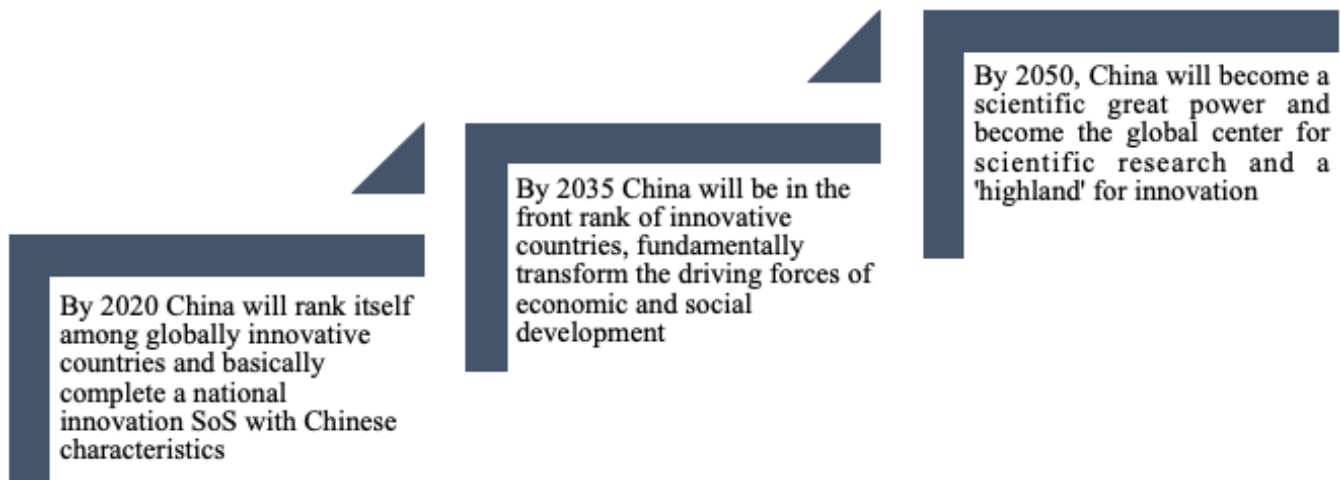 By 2020 China will rank itself
among globally innovative
countries and basically
complete a national
innovation SoS with Chinese
characteristics
By 2035 China will be in the
front rank of innovative
countries, fundamentally
transform the driving forces of
economic and social
development
By 2050, China will become a
scientific great power and
become the global center for
scientific research and a
'highland' for innovation